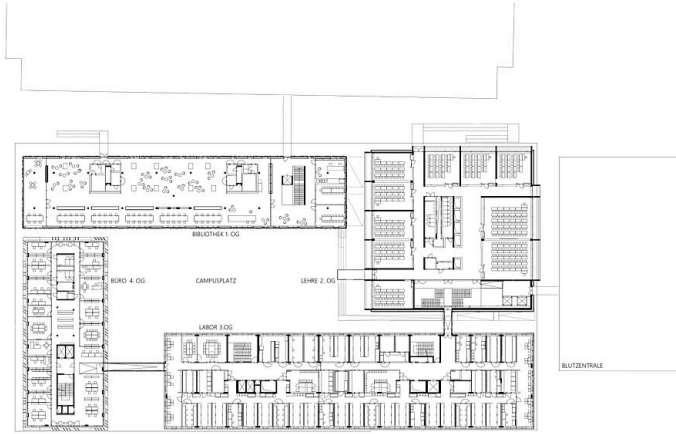 BIBLIOTHEK 1. OG
BÜRO 4. OG
CAMPUSPLATZ
LEHRE 2. OG
LABOR 3.OG
BLUTZENTRALE